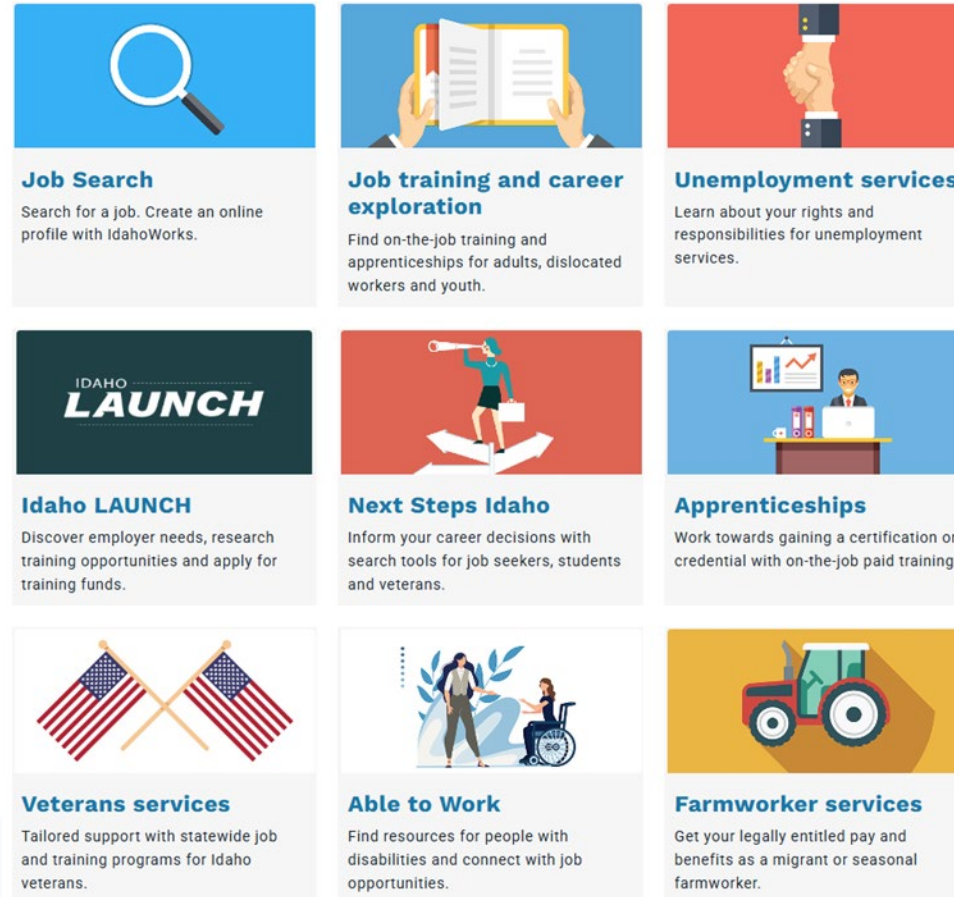 Job Search
Search for a job. Create an online
profile with IdahoWorks.
Job training and career
exploration
Find on-the-job training and
apprenticeships for adults, dislocated
workers and youth.
Unemployment services
Learn about your rights and
responsibilities for unemployment
services.
IDAHO
LAUNCH
Idaho LAUNCH
Discover employer needs, research
training opportunities and apply for
training funds.
Next Steps Idaho
Inform your career decisions with
search tools for job seekers, students
and veterans.
Apprenticeships
Work towards gaining a certification or
credential with on-the-job paid training
Veterans services
Tailored support with statewide job
and training programs for Idaho
veterans.
Able to Work
Find resources for people with
disabilities and connect with job
opportunities.
Farmworker services
Get your legally entitled pay and
benefits as a migrant or seasonal
farmworker.